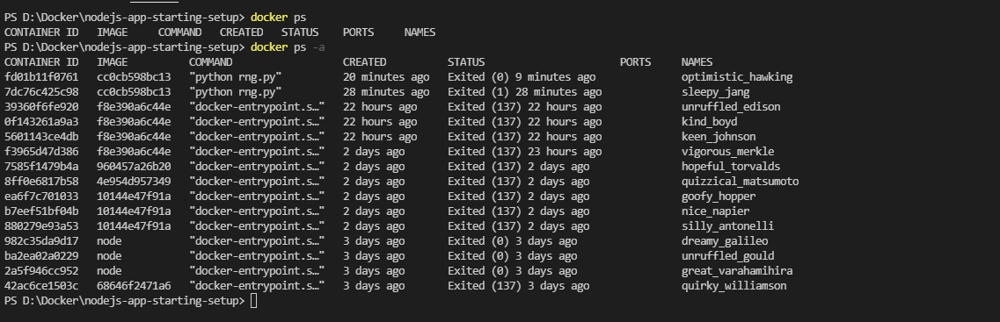 PS D:\Docker\nodejs-app-starting-setup> docker ps
CONTAINER ID   IMAGE     COMMAND   CREATED   STATUS    PORTS     NAMES
PS D:\Docker\nodejs-app-starting-setup> docker ps -a
CONTAINER ID   IMAGE          COMMAND                  CREATED          STATUS                       PORTS     NAMES
fd01b11f0761   cc0cb598bc13   "python rng.py"          20 minutes ago   Exited (0) 9 minutes ago               optimistic_hawking
7dc76c425c98   cc0cb598bc13   "python rng.py"          28 minutes ago   Exited (1) 28 minutes ago              sleepy_jang
39360f6fe920   f8e390a6c44e   "docker-entrypoint.s…"   22 hours ago     Exited (137) 22 hours ago              unruffled_edison
0f143261a9a3   f8e390a6c44e   "docker-entrypoint.s…"   22 hours ago     Exited (137) 22 hours ago              kind_boyd
5601143ce4db   f8e390a6c44e   "docker-entrypoint.s…"   22 hours ago     Exited (137) 22 hours ago              keen_johnson
f3965d47d386   f8e390a6c44e   "docker-entrypoint.s…"   2 days ago       Exited (137) 23 hours ago              vigorous_merkle
7585f1479b4a   960457a26b20   "docker-entrypoint.s…"   2 days ago       Exited (137) 2 days ago                hopeful_torvalds
8ff0e6817b58   4e954d957349   "docker-entrypoint.s…"   2 days ago       Exited (137) 2 days ago                quizzical_matsumoto
ea6f7c701033   10144e47f91a   "docker-entrypoint.s…"   2 days ago       Exited (137) 2 days ago                goofy_hopper
b7eef51bf04b   10144e47f91a   "docker-entrypoint.s…"   2 days ago       Exited (137) 2 days ago                nice_napier
880279e93a53   10144e47f91a   "docker-entrypoint.s…"   2 days ago       Exited (137) 2 days ago                silly_antonelli
982c35da9d17   node           "docker-entrypoint.s…"   3 days ago       Exited (0) 3 days ago                  dreamy_galileo
ba2ea02a0229   node           "docker-entrypoint.s…"   3 days ago       Exited (0) 3 days ago                  unruffled_gould
2a5f946cc952   node           "docker-entrypoint.s…"   3 days ago       Exited (0) 3 days ago                  great_varahamihira
42ac6ce1503c   68646f2471a6   "docker-entrypoint.s…"   3 days ago       Exited (137) 3 days ago                quirky_williamson
PS D:\Docker\nodejs-app-starting-setup>